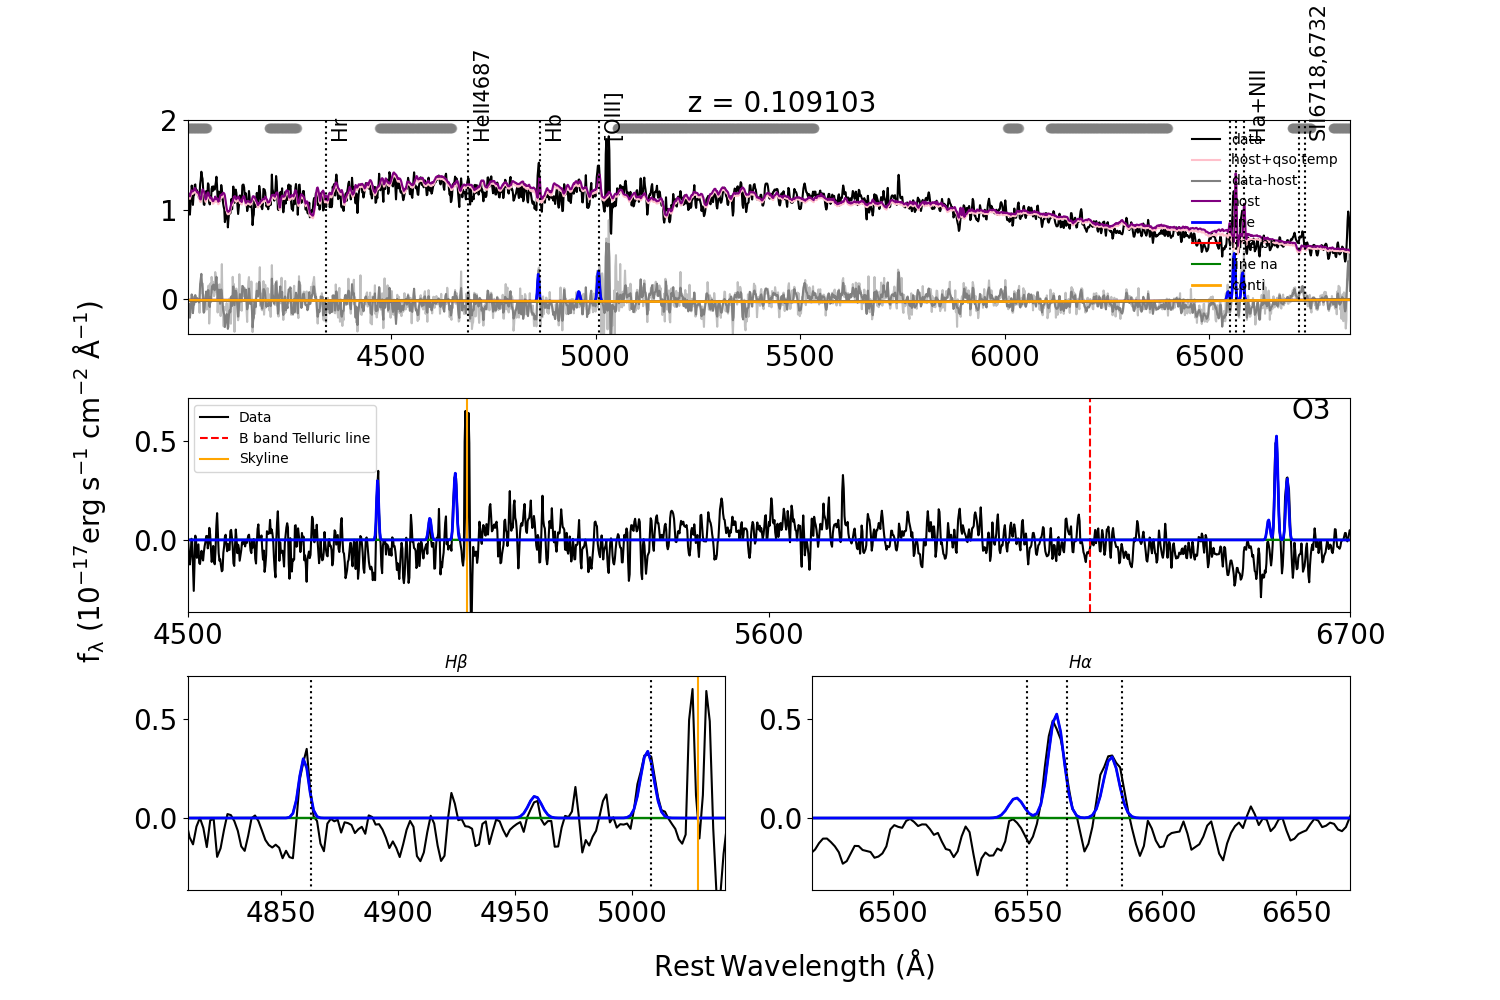 z = 0.109103
Hr
HeII4687
Hb
[OIII]
Ha+NII
SII6718,6732
data
host+qso temp
data-host
host
line
line na
conti
2
1
0
4500
5000
5500
6000
6500
f_λ (10^−17 erg s^−1 cm^−2 Å^−1)
Data
B band Telluric line
Skyline
O3
0.5
0.0
4500
5600
6700
Hβ
0.5
0.0
4850
4900
4950
5000
Hα
0.5
0.0
6500
6550
6600
6650
Rest Wavelength (Å)